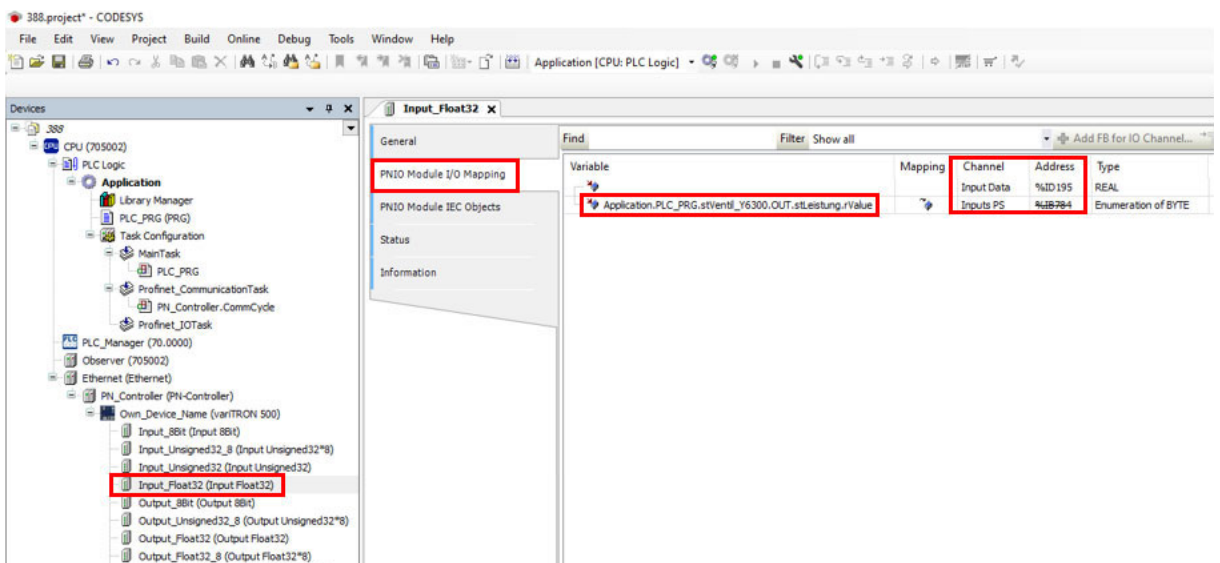 388.project* - CODESYS
File Edit View Project Build Online Debug Tools Window Help
Application [CPU: PLC Logic]
Devices
388
CPU (705002)
PLC Logic
Application
Library Manager
PLC_PRG (PRG)
Task Configuration
MainTask
PLC_PRG
Profinet_CommunicationTask
PN_Controller.CommCycle
Profinet_IOTask
PLC_Manager (70.0000)
Observer (705002)
Ethernet (Ethernet)
PN_Controller (PN-Controller)
Own_Device_Name (variTRON 500)
Input_8Bit (Input 8Bit)
Input_Unsigned32_8 (Input Unsigned32*8)
Input_Unsigned32 (Input Unsigned32)
Input_Float32 (Input Float32)
Output_8Bit (Output 8Bit)
Output_Unsigned32_8 (Output Unsigned32*8)
Output_Float32 (Output Float32)
Output_Float32_8 (Output Float32*8)
Input_Float32
General
PNIO Module I/O Mapping
PNIO Module IEC Objects
Status
Information
Find Filter Show all Add FB for IO Channel...
Variable Mapping Channel Address Type
Input Data %ID195 REAL
Application.PLC_PRG.stVentil_Y6300.OUT.stLeistung.rValue Inputs PS %IB784 Enumeration of BYTE